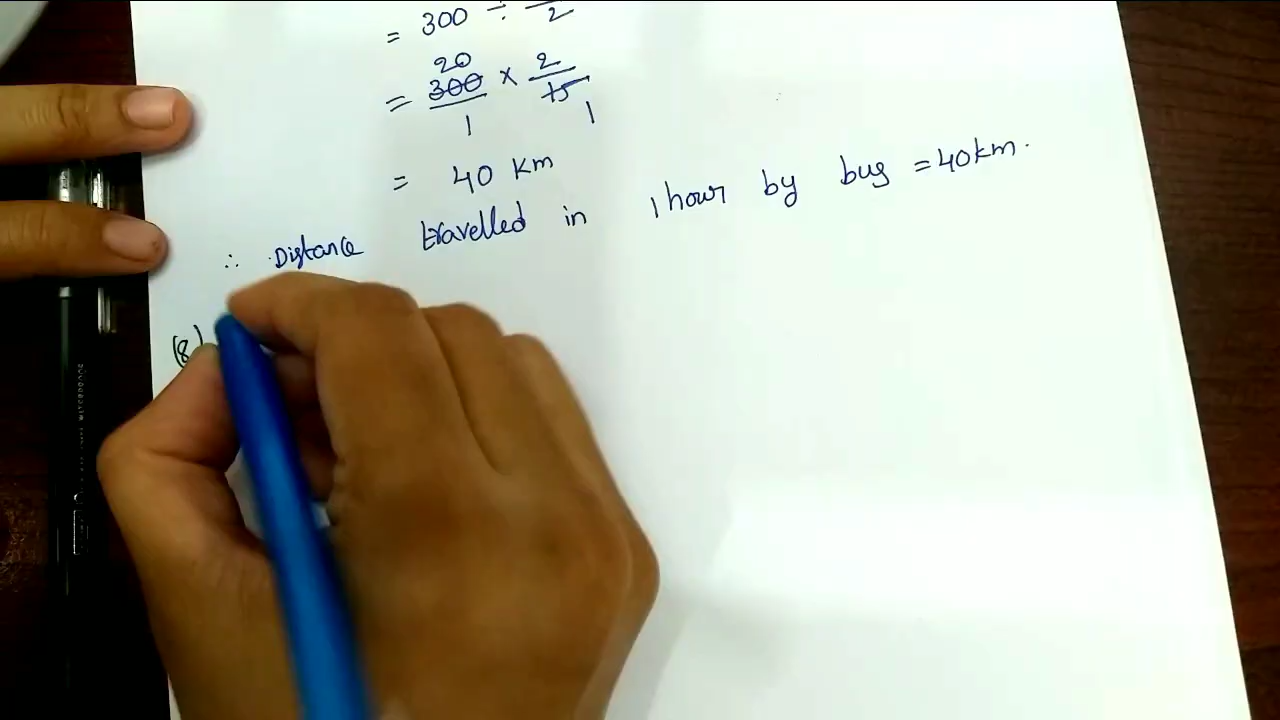 = 300 ÷ 2
20 2
= 300 × 15
1 1
= 40 km
∴ Distance travelled in 1 hour by bus = 40 km.
(8)